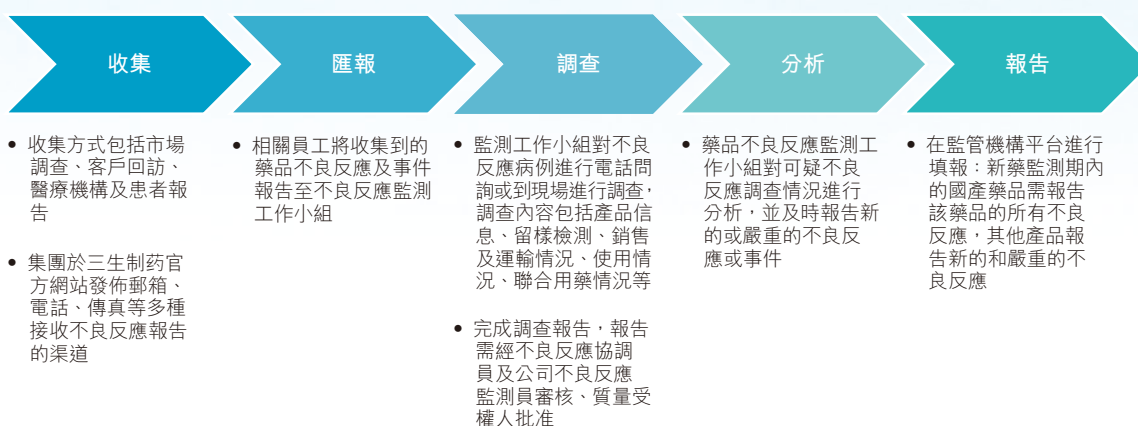 收集
匯報
調查
分析
報告
• 收集方式包括市場
調查、客戶回訪、
醫療機構及患者報
告
• 集團於三生制药官
方網站發佈郵箱、
電話、傳真等多種
接收不良反應報告
的渠道
• 相關員工將收集到的
藥品不良反應及事件
報告至不良反應監測
工作小組
• 監測工作小組對不良
反應病例進行電話問
詢或到現場進行調查，
調查內容包括產品信
息、留樣檢測、銷售
及運輸情況、使用情
況、聯合用藥情況等
• 完成調查報告，報告
需經不良反應協調
員及公司不良反應
監測員審核、質量受
權人批准
• 藥品不良反應監測工
作小組對可疑不良
反應調查情況進行
分析，並及時報告新
的或嚴重的不良反
應或事件
• 在監管機構平台進行
填報：新藥監測期內
的國產藥品需報告
該藥品的所有不良
反應，其他產品報
告新的和嚴重的不
良反應